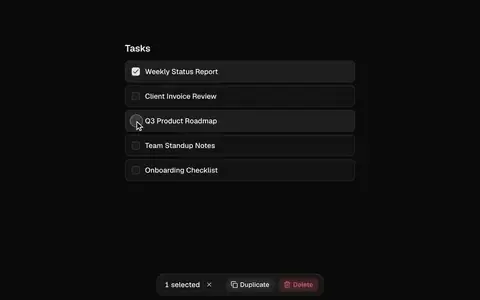 Tasks
Weekly Status Report
Client Invoice Review
Q3 Product Roadmap
Team Standup Notes
Onboarding Checklist
1 selected Duplicate Delete